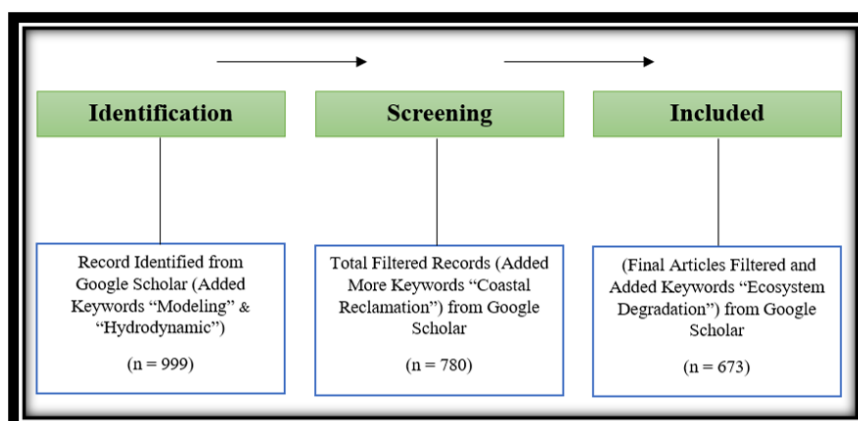 Identification
Screening
Included
Record Identified from
Google Scholar (Added
Keywords “Modeling” &
“Hydrodynamic”)
(n = 999)
Total Filtered Records (Added
More Keywords “Coastal
Reclamation”) from Google
Scholar
(n = 780)
(Final Articles Filtered and
Added Keywords “Ecosystem
Degradation”) from Google
Scholar
(n = 673)